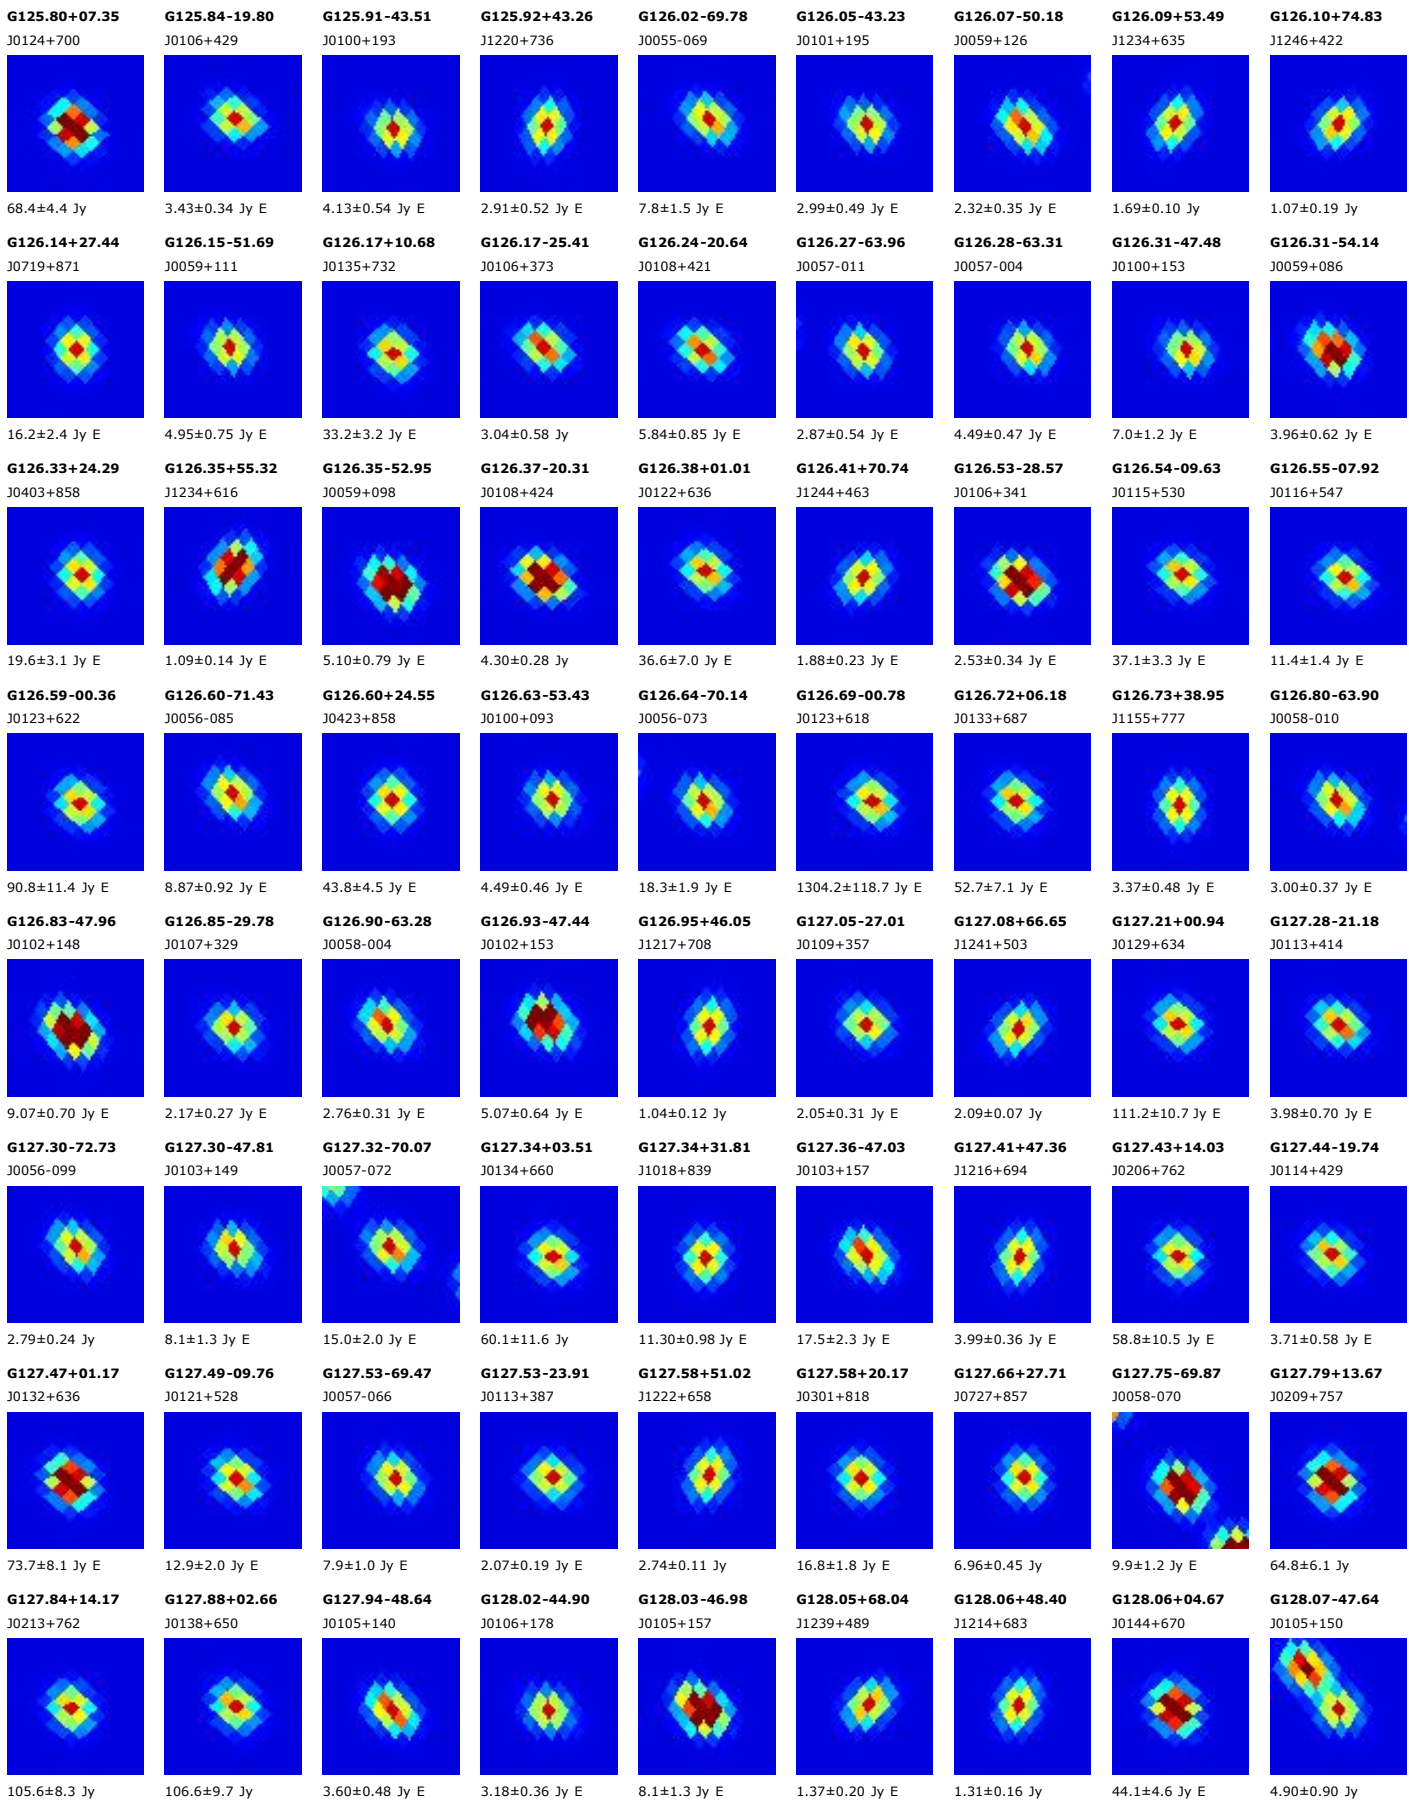 G125.80+07.35 G125.84-19.80 G125.91-43.51 G125.92+43.26 G126.02-69.78 G126.05-43.23 G126.07-50.18 G126.09+53.49 G126.10+74.83
J0124+700 J0106+429 J0100+193 J1220+736 J0055-069 J0101+195 J0059+126 J1234+635 J1246+422
68.4±4.4 Jy 3.43±0.34 Jy E 4.13±0.54 Jy E 2.91±0.52 Jy E 7.8±1.5 Jy E 2.99±0.49 Jy E 2.32±0.35 Jy E 1.69±0.10 Jy 1.07±0.19 Jy
G126.14+27.44 G126.15-51.69 G126.17+10.68 G126.17-25.41 G126.24-20.64 G126.27-63.96 G126.28-63.31 G126.31-47.48 G126.31-54.14
J0719+871 J0059+111 J0135+732 J0106+373 J0108+421 J0057-011 J0057-004 J0100+153 J0059+086
16.2±2.4 Jy E 4.95±0.75 Jy E 33.2±3.2 Jy E 3.04±0.58 Jy 5.84±0.85 Jy E 2.87±0.54 Jy E 4.49±0.47 Jy E 7.0±1.2 Jy E 3.96±0.62 Jy E
G126.33+24.29 G126.35+55.32 G126.35-52.95 G126.37-20.31 G126.38+01.01 G126.41+70.74 G126.53-28.57 G126.54-09.63 G126.55-07.92
J0403+858 J1234+616 J0059+098 J0108+424 J0122+636 J1244+463 J0106+341 J0115+530 J0116+547
19.6±3.1 Jy E 1.09±0.14 Jy E 5.10±0.79 Jy E 4.30±0.28 Jy 36.6±7.0 Jy E 1.88±0.23 Jy E 2.53±0.34 Jy E 37.1±3.3 Jy E 11.4±1.4 Jy E
G126.59-00.36 G126.60-71.43 G126.60+24.55 G126.63-53.43 G126.64-70.14 G126.69-00.78 G126.72+06.18 G126.73+38.95 G126.80-63.90
J0123+622 J0056-085 J0423+858 J0100+093 J0056-073 J0123+618 J0133+687 J1155+777 J0058-010
90.8±11.4 Jy E 8.87±0.92 Jy E 43.8±4.5 Jy E 4.49±0.46 Jy E 18.3±1.9 Jy E 1304.2±118.7 Jy E 52.7±7.1 Jy E 3.37±0.48 Jy E 3.00±0.37 Jy E
G126.83-47.96 G126.85-29.78 G126.90-63.28 G126.93-47.44 G126.95+46.05 G127.05-27.01 G127.08+66.65 G127.21+00.94 G127.28-21.18
J0102+148 J0107+329 J0058-004 J0102+153 J1217+708 J0109+357 J1241+503 J0129+634 J0113+414
9.07±0.70 Jy E 2.17±0.27 Jy E 2.76±0.31 Jy E 5.07±0.64 Jy E 1.04±0.12 Jy 2.05±0.31 Jy E 2.09±0.07 Jy 111.2±10.7 Jy E 3.98±0.70 Jy E
G127.30-72.73 G127.30-47.81 G127.32-70.07 G127.34+03.51 G127.34+31.81 G127.36-47.03 G127.41+47.36 G127.43+14.03 G127.44-19.74
J0056-099 J0103+149 J0057-072 J0134+660 J1018+839 J0103+157 J1216+694 J0206+762 J0114+429
2.79±0.24 Jy 8.1±1.3 Jy E 15.0±2.0 Jy E 60.1±11.6 Jy 11.30±0.98 Jy E 17.5±2.3 Jy E 3.99±0.36 Jy E 58.8±10.5 Jy E 3.71±0.58 Jy E
G127.47+01.17 G127.49-09.76 G127.53-69.47 G127.53-23.91 G127.58+51.02 G127.58+20.17 G127.66+27.71 G127.75-69.87 G127.79+13.67
J0132+636 J0121+528 J0057-066 J0113+387 J1222+658 J0301+818 J0727+857 J0058-070 J0209+757
73.7±8.1 Jy E 12.9±2.0 Jy E 7.9±1.0 Jy E 2.07±0.19 Jy E 2.74±0.11 Jy 16.8±1.8 Jy E 6.96±0.45 Jy 9.9±1.2 Jy E 64.8±6.1 Jy
G127.84+14.17 G127.88+02.66 G127.94-48.64 G128.02-44.90 G128.03-46.98 G128.05+68.04 G128.06+48.40 G128.06+04.67 G128.07-47.64
J0213+762 J0138+650 J0105+140 J0106+178 J0105+157 J1239+489 J1214+683 J0144+670 J0105+150
105.6±8.3 Jy 106.6±9.7 Jy 3.60±0.48 Jy E 3.18±0.36 Jy E 8.1±1.3 Jy E 1.37±0.20 Jy E 1.31±0.16 Jy 44.1±4.6 Jy E 4.90±0.90 Jy